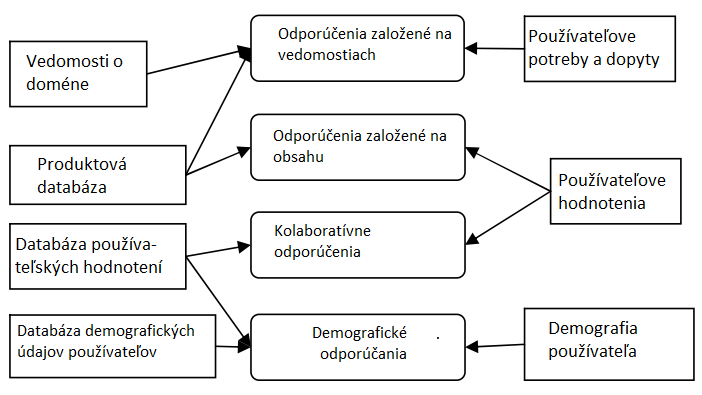 Vedomosti o
doméne
Produktová
databáza
Databáza používa-
teľských hodnotení
Databáza demografických
údajov používateľov
Odporúčenia založené na
vedomostiach
Odporúčenia založené na
obsahu
Kolaboratívne
odporúčenia
Demografické .
odporúčania
Používateľove
potreby a dopyty
Používateľove
hodnotenia
Demografia
používateľa